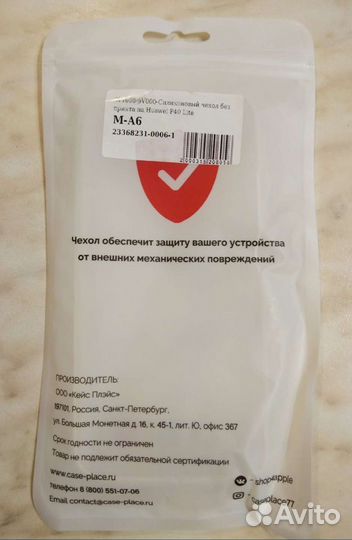 Силиконовый чехол без
принта на Huawei P40 Lite
M-A6
23368231-0006-1
Чехол обеспечит защиту вашего устройства
от внешних механических повреждений
ПРОИЗВОДИТЕЛЬ:
ООО «Кейс Плэйс»
197101, Россия, Санкт-Петербург,
ул. Большая Монетная д. 16, к. 45-1, лит. Ю, офис 367
Срок годности не ограничен
Товар не подлежит обязательной сертификации
www.case-place.ru
телефон 8 (800) 551-07-06
Email contact@case-place.ru
Avito